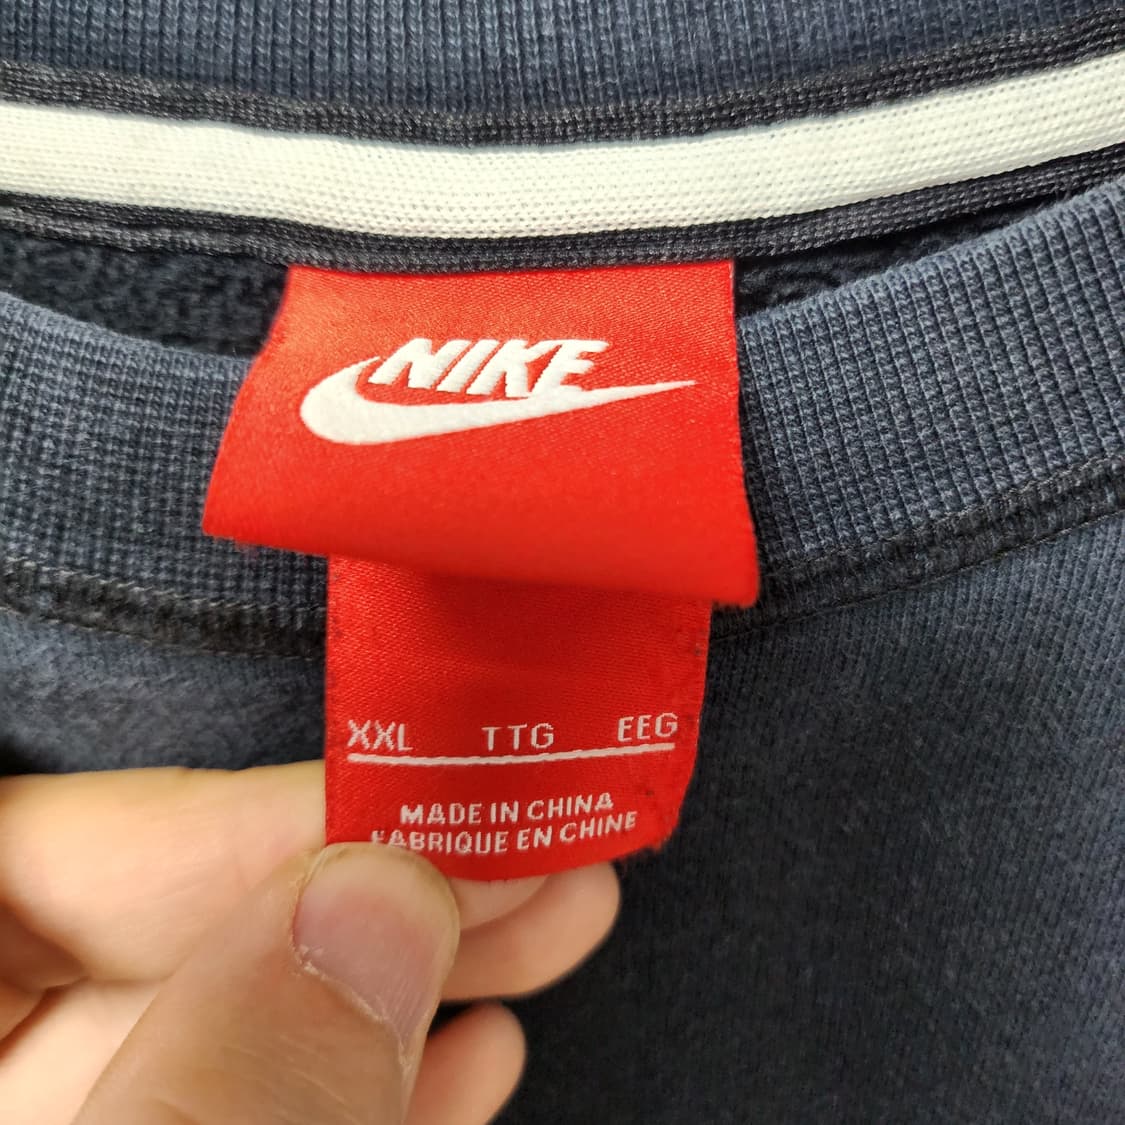 NIKE
XXL TTG EEG
MADE IN CHINA
FABRIQUE EN CHINE